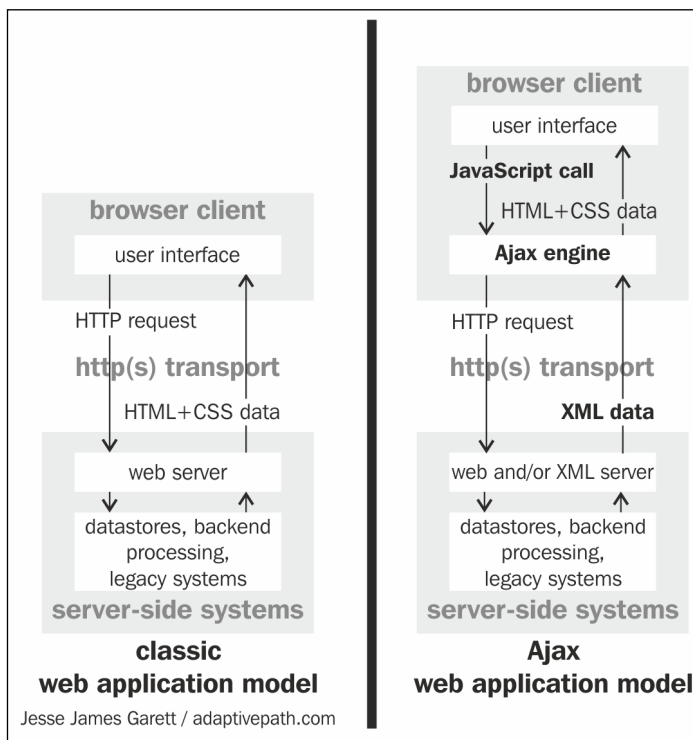 browser client
user interface
HTTP request
http(s) transport
HTML+CSS data
web server
datastores, backend
processing,
legacy systems
server-side systems
classic
web application model
Jesse James Garett / adaptivepath.com
browser client
user interface
JavaScript call
HTML+CSS data
Ajax engine
HTTP request
http(s) transport
XML data
web and/or XML server
datastores, backend
processing,
legacy systems
server-side systems
Ajax
web application model